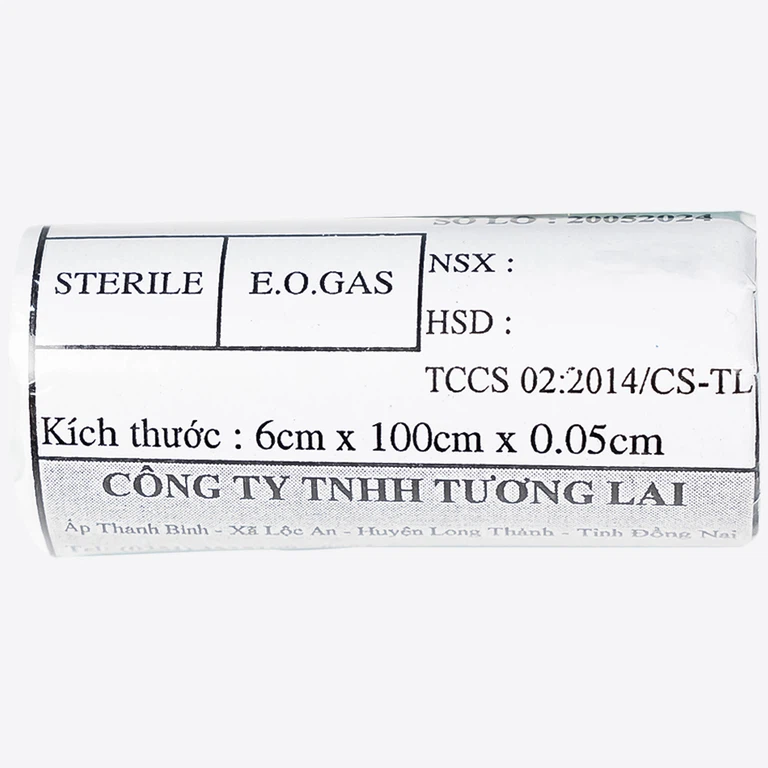 SỐ LÔ : 20052024
STERILE E.O.GAS
NSX :
HSD :
TCCS 02:2014/CS-TL
Kích thước : 6cm x 100cm x 0.05cm
CÔNG TY TNHH TƯƠNG LAI
Ấp Thanh Bình - Xã Lộc An - Huyện Long Thành - Tỉnh Đồng Nai